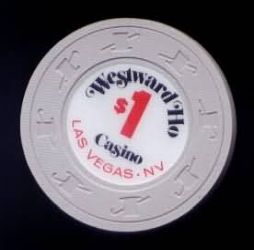 Westward Ho
$1
Casino
LAS VEGAS • NV